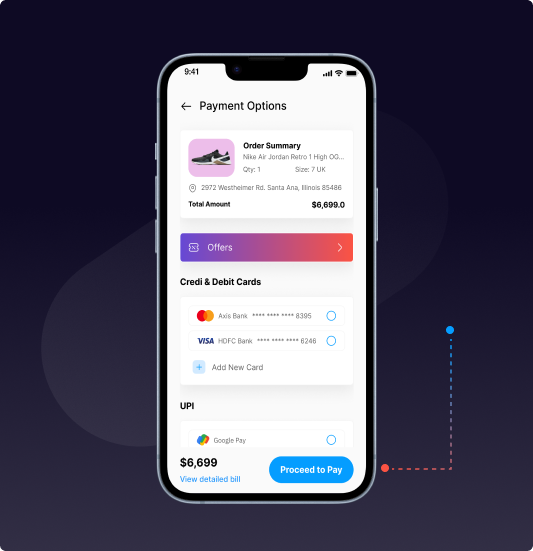 9:41
Payment Options
Order Summary
Nike Air Jordan Retro 1 High OG...
Qty: 1 Size: 7 UK
2972 Westheimer Rd. Santa Ana, Illinois 85486
Total Amount $6,699.0
Offers
Credi & Debit Cards
Axis Bank **** **** **** 8395
VISA HDFC Bank **** **** **** 6246
+ Add New Card
UPI
Google Pay
$6,699
View detailed bill
Proceed to Pay